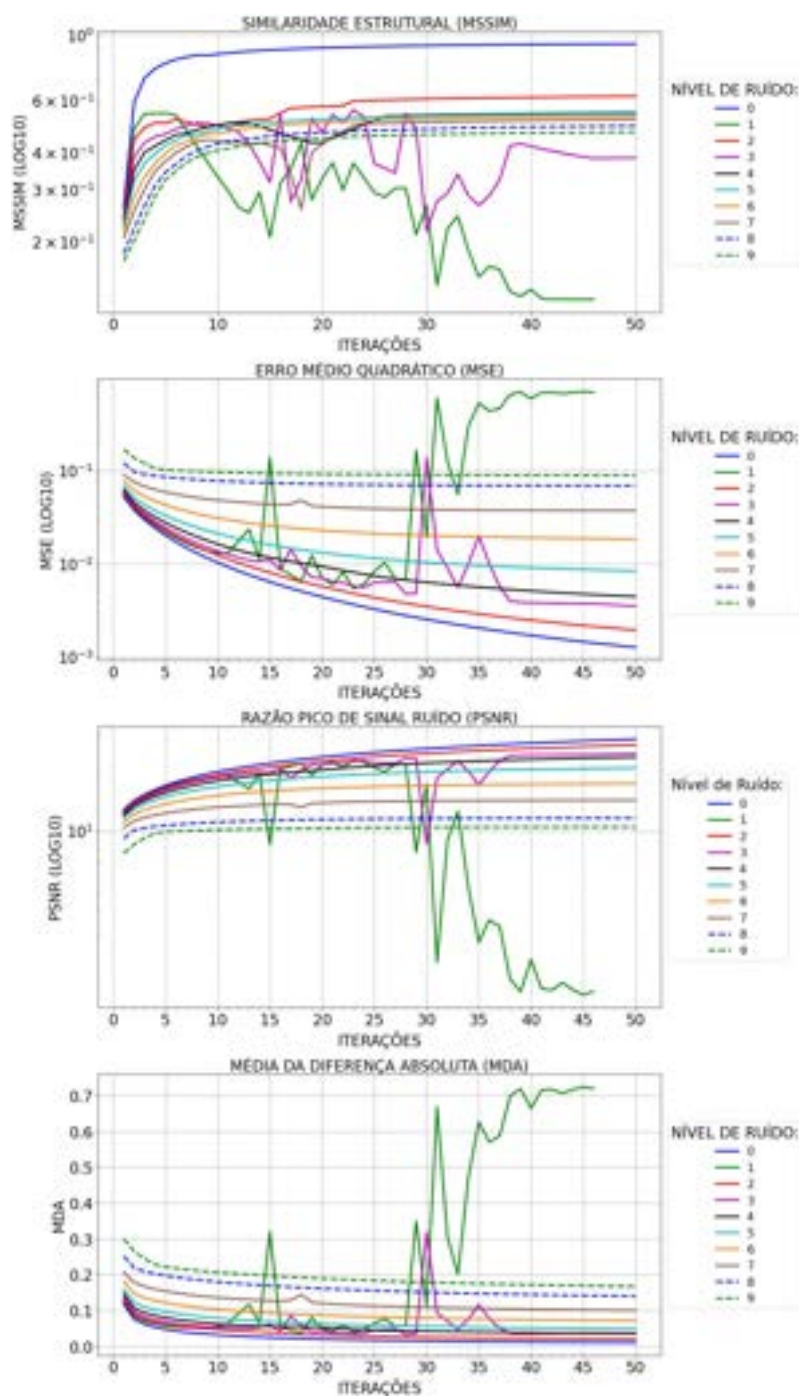 SIMILARIDADE ESTRUTURAL (MSSIM)
MSSIM (LOG10)
10⁰
6 × 10⁻¹
4 × 10⁻¹
3 × 10⁻¹
2 × 10⁻¹
0 5 10 15 20 25 30 35 40 45 50
ITERAÇÕES
NÍVEL DE RUÍDO:
0
1
2
3
4
5
6
7
8
9
ERRO MÉDIO QUADRÁTICO (MSE)
MSE (LOG10)
10⁻¹
10⁻²
10⁻³
0 5 10 15 20 25 30 35 40 45 50
ITERAÇÕES
NÍVEL DE RUÍDO:
0
1
2
3
4
5
6
7
8
9
RAZÃO PICO DE SINAL RUÍDO (PSNR)
PSNR (LOG10)
10¹
0 5 10 15 20 25 30 35 40 45 50
ITERAÇÕES
Nível de Ruído:
0
1
2
3
4
5
6
7
8
9
MÉDIA DA DIFERENÇA ABSOLUTA (MDA)
MDA
0.7
0.6
0.5
0.4
0.3
0.2
0.1
0.0
0 5 10 15 20 25 30 35 40 45 50
ITERAÇÕES
NÍVEL DE RUÍDO:
0
1
2
3
4
5
6
7
8
9